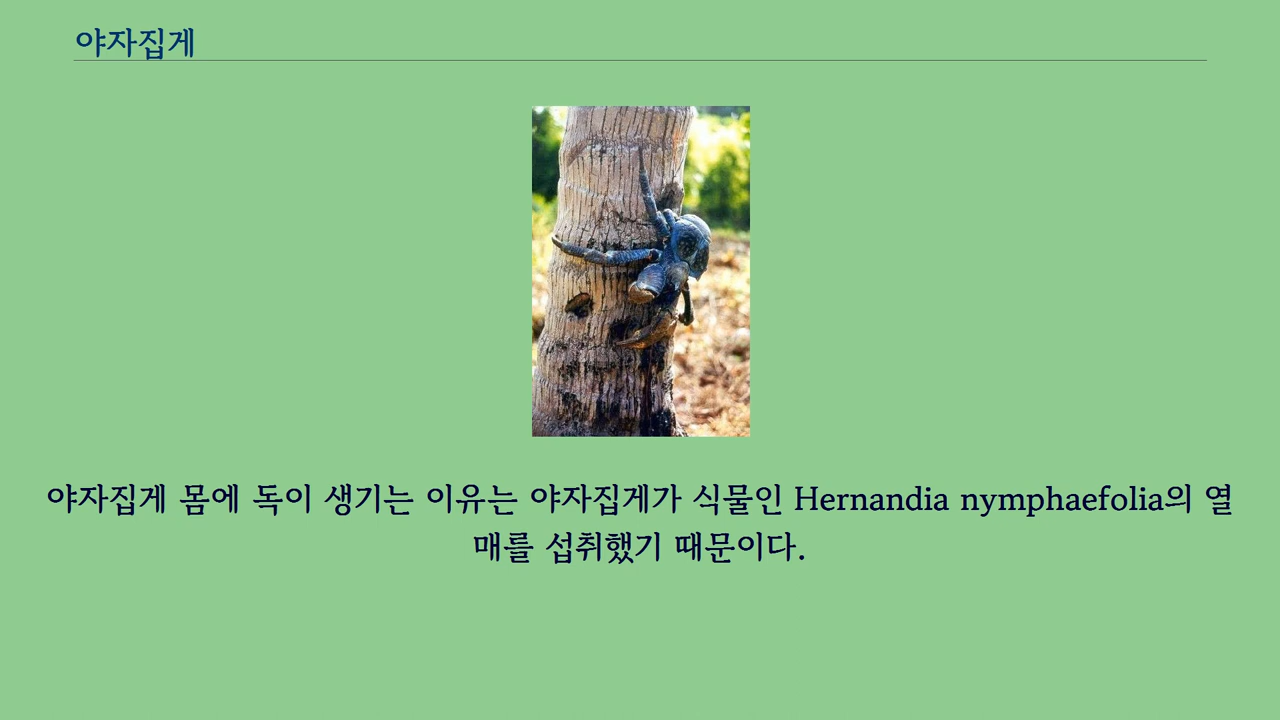 야자집게
야자집게 몸에 독이 생기는 이유는 야자집게가 식물인 Hernandia nymphaefolia의 열
매를 섭취했기 때문이다.